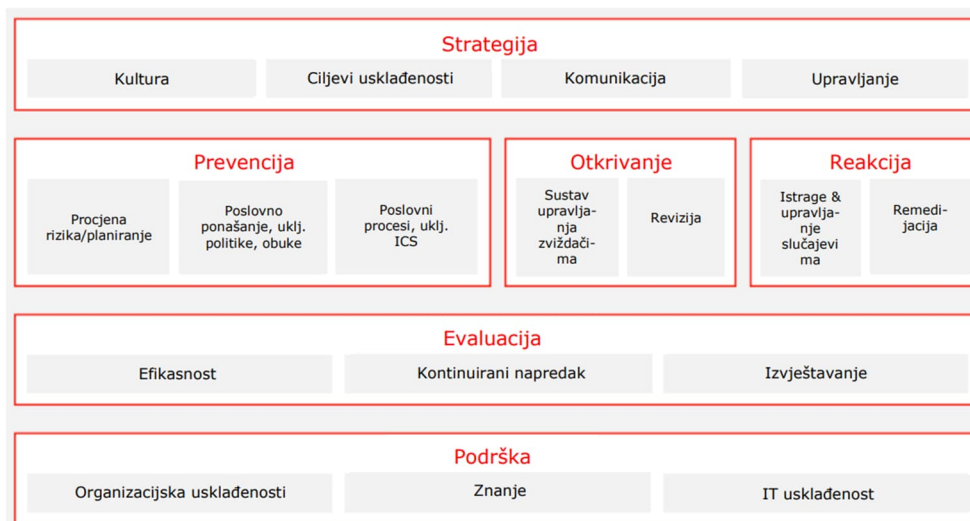 Strategija
Kultura
Ciljevi usklađenosti
Komunikacija
Upravljanje
Prevencija
Procjena
rizika/planiranje
Poslovno
ponašanje, uklj.
politike, obuke
Poslovni
procesi, uklj.
ICS
Otkrivanje
Sustav
upravlja-
nja
zviždači-
ma
Revizija
Reakcija
Istrage &
upravlja-
nje
slučajevi
ma
Remedi-
jacija
Evaluacija
Efikasnost
Kontinuirani napredak
Izvještavanje
Podrška
Organizacijska usklađenosti
Znanje
IT usklađenost